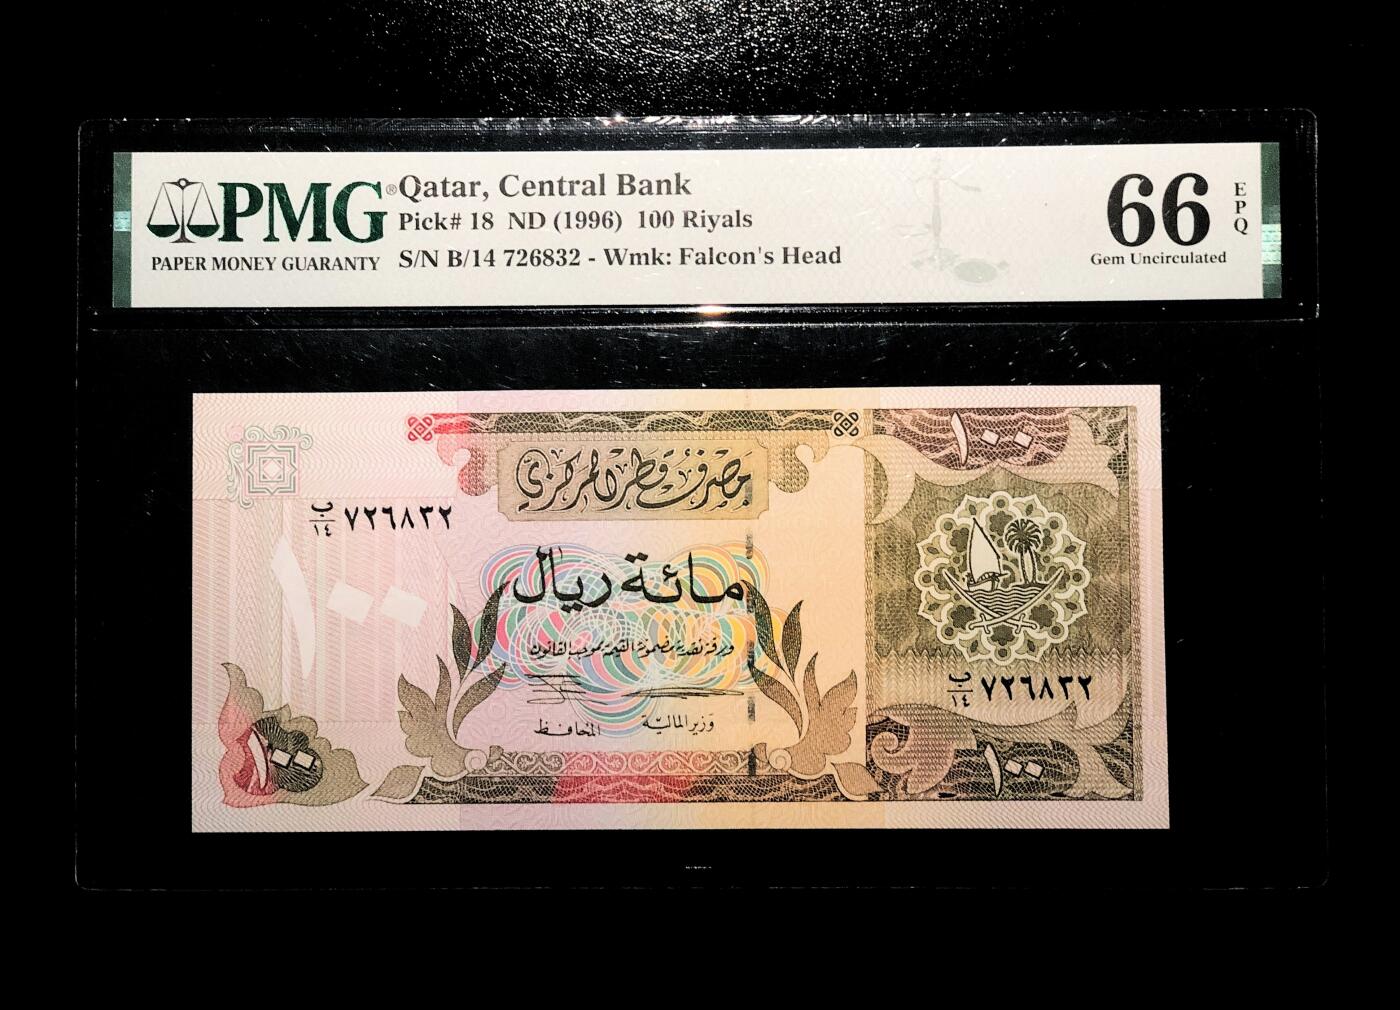 PMG®
PAPER MONEY GUARANTY
Qatar, Central Bank
Pick# 18 ND (1996) 100 Riyals
S/N B/14 726832 - Wmk: Falcon's Head
66 EPQ
Gem Uncirculated
١٠٠
مصرف قطر المركزي
ب/١٤ ٧٢٦٨٣٢
١٠٠
مائة ريال
ورقة نقدية مضمونة القيمة بموجب القانون
ب/١٤ ٧٢٦٨٣٢
وزير المالية
المحافظ
١٠٠
١٠٠